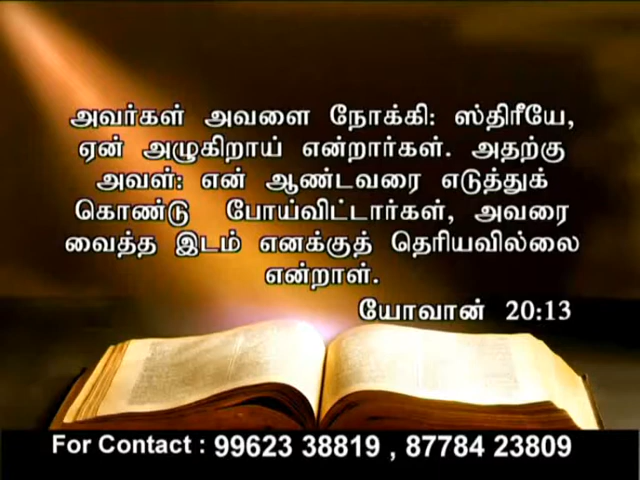 அவர்கள் அவளை நோக்கி: ஸ்திரீயே,
ஏன் அழுகிறாய் என்றார்கள். அதற்கு
அவள்: என் ஆண்டவரை எடுத்துக்
கொண்டு போய்விட்டார்கள், அவரை
வைத்த இடம் எனக்குத் தெரியவில்லை
என்றாள்.
யோவான் 20:13
For Contact : 99623 38819 , 87784 23809